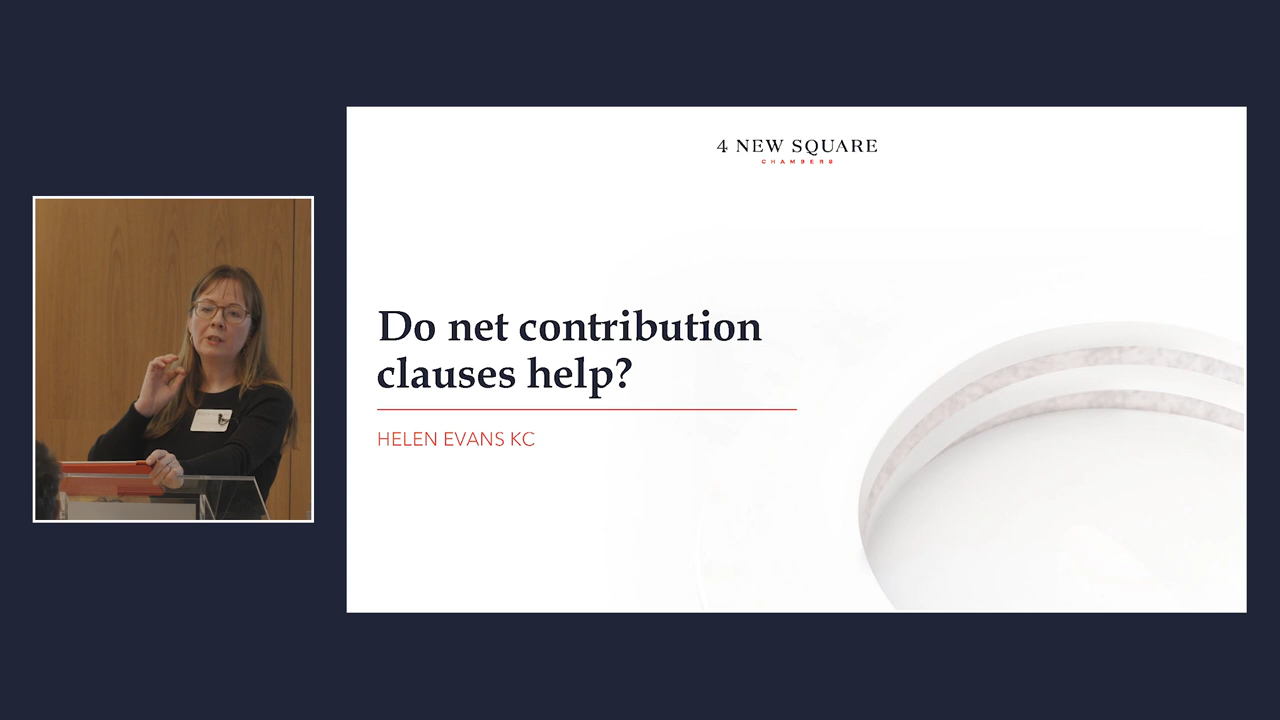 4 NEW SQUARE
CHAMBERS
Do net contribution
clauses help?
HELEN EVANS KC